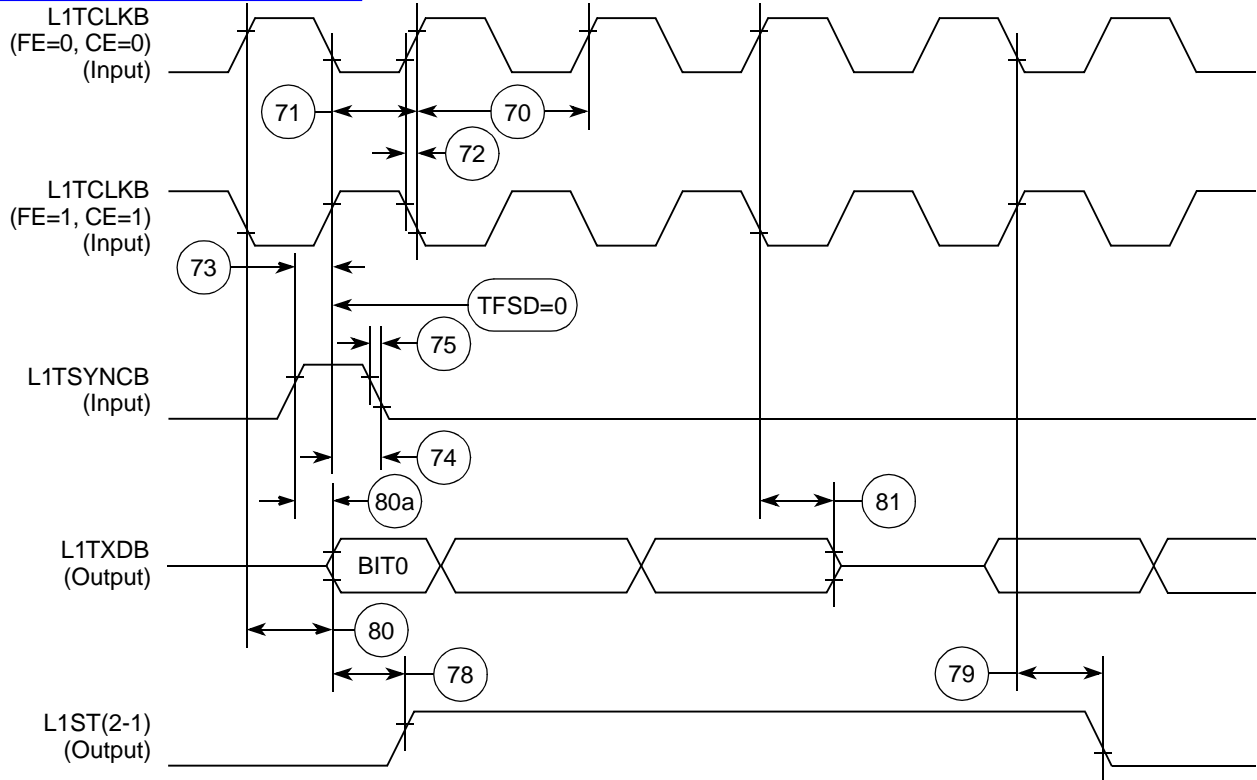 L1TCLKB
(FE=0, CE=0)
(Input)
71
70
72
L1TCLKB
(FE=1, CE=1)
(Input)
73
TFSD=0
75
L1TSYNCB
(Input)
74
80a
81
L1TXDB
(Output)
BIT0
80
78
79
L1ST(2-1)
(Output)